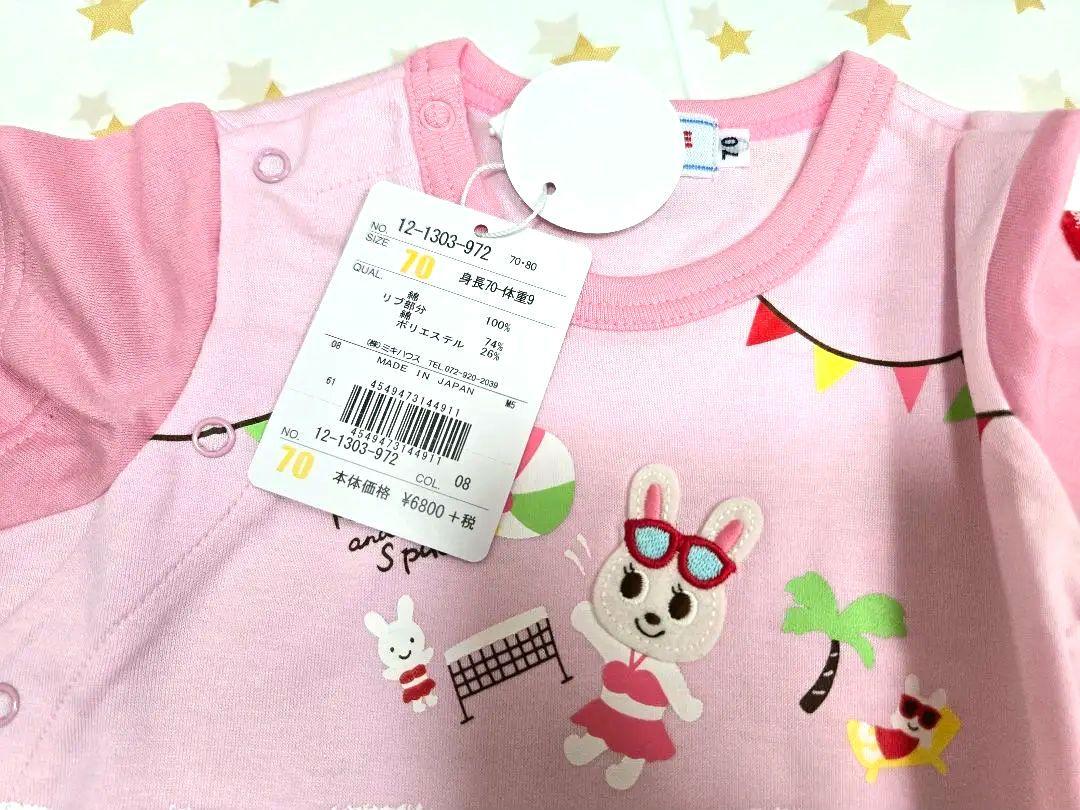 70
NO. 12-1303-972
SIZE 70 70・80
身長70-体重9
QUAL.
綿 100%
リブ部分
綿 74%
ポリエステル 26%
08 (株)ミキハウス TEL.072-920-2039
MADE IN JAPAN
61 M5
4549473144911
4549473144911
NO. 12-1303-972
70 COL. 08
本体価格 ¥6800+税
and